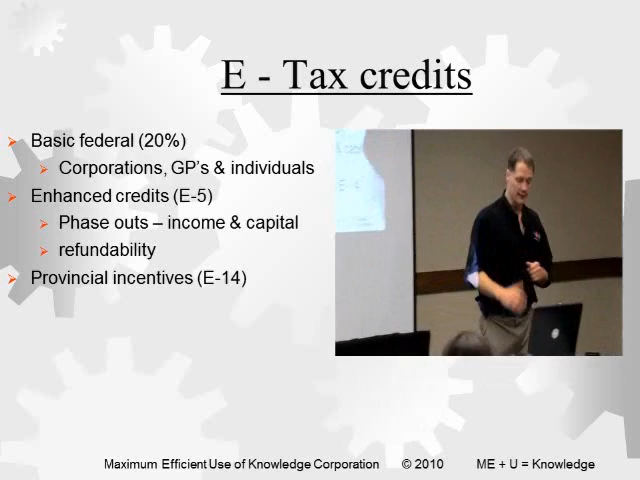 E - Tax credits
Basic federal (20%)
Corporations, GP's & individuals
Enhanced credits (E-5)
Phase outs – income & capital
refundability
Provincial incentives (E-14)
Maximum Efficient Use of Knowledge Corporation © 2010 ME + U = Knowledge